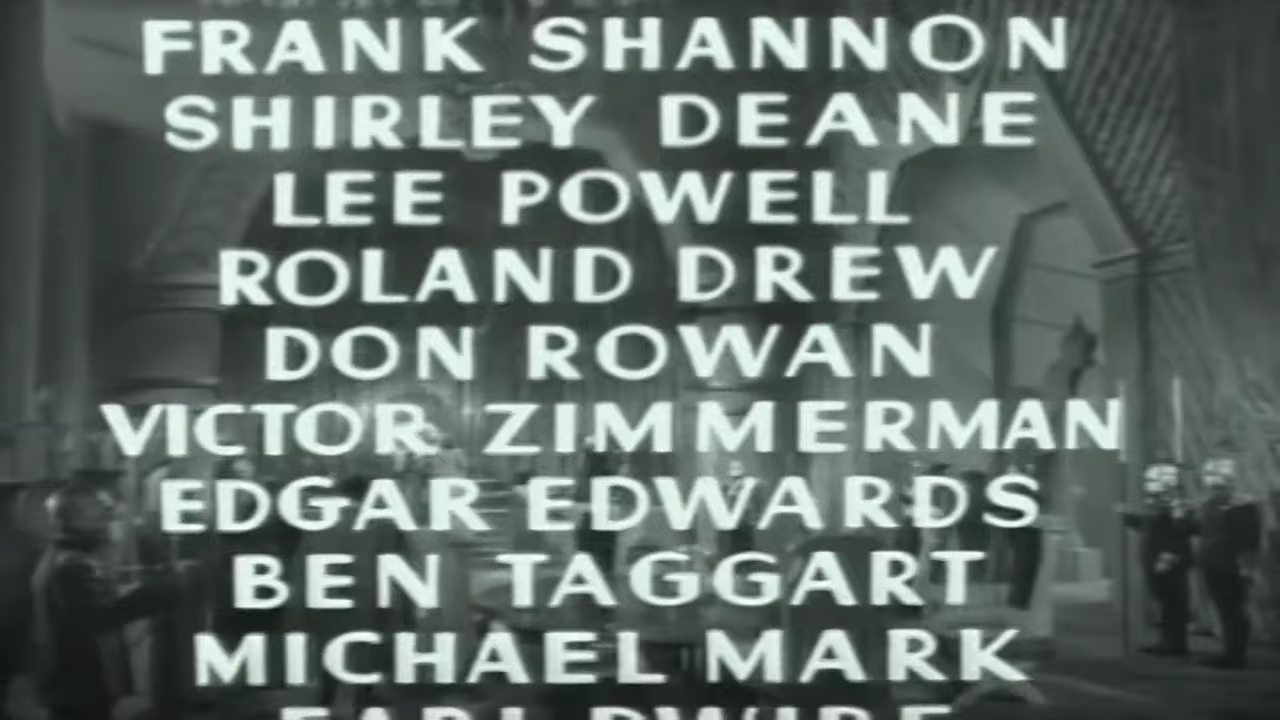 FRANK SHANNON
SHIRLEY DEANE
LEE POWELL
ROLAND DREW
DON ROWAN
VICTOR ZIMMERMAN
EDGAR EDWARDS
BEN TAGGART
MICHAEL MARK